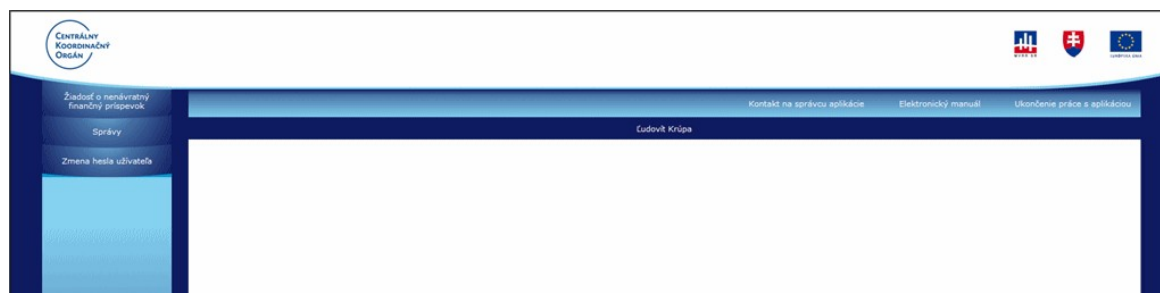 CENTRÁLNY
KOORDINAČNÝ
ORGÁN
Žiadosť o nenávratný
finančný príspevok
Kontakt na správcu aplikácie
Elektronický manuál
Ukončenie práce s aplikáciou
Správy
Ľudovít Krúpa
Zmena hesla užívateľa